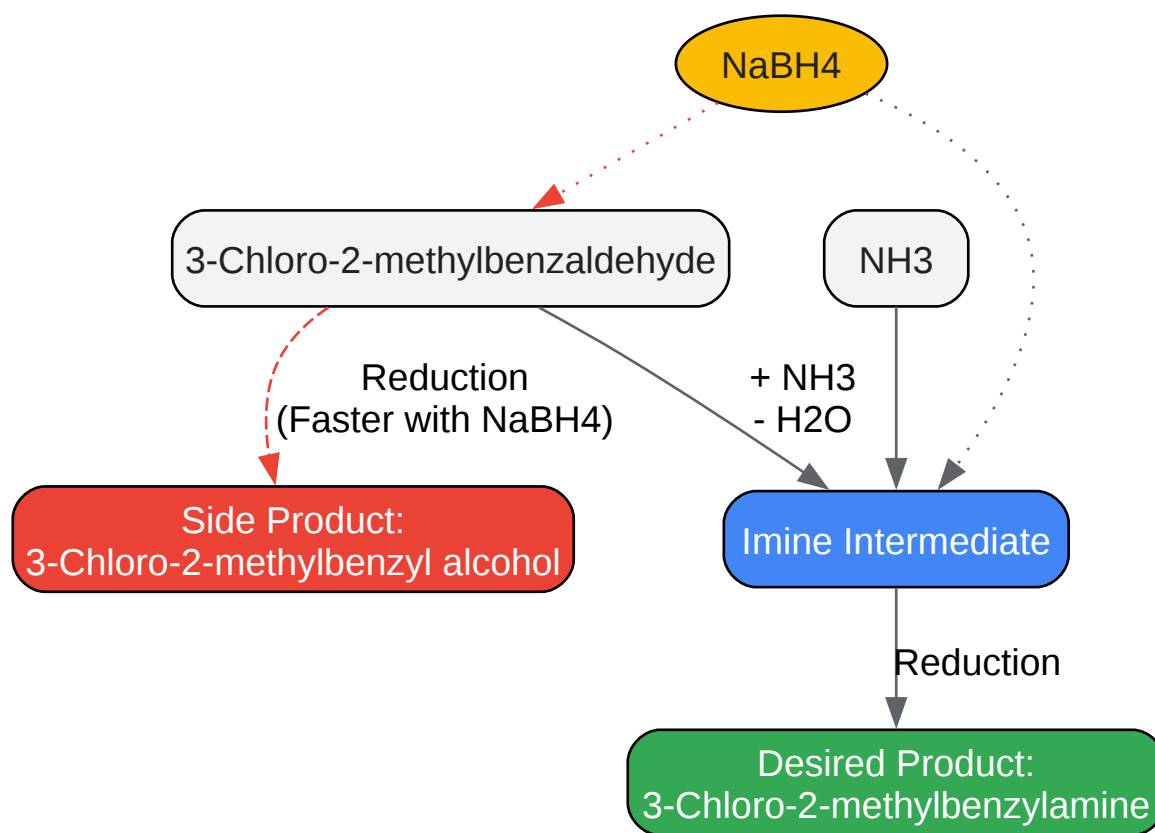 NaBH4
3-Chloro-2-methylbenzaldehyde
NH3
Reduction
(Faster with NaBH4)
+ NH3
- H2O
Side Product:
3-Chloro-2-methylbenzyl alcohol
Imine Intermediate
Reduction
Desired Product:
3-Chloro-2-methylbenzylamine